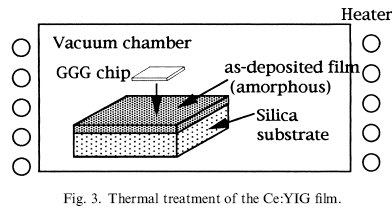 Heater
Vacuum chamber
GGG chip
as-deposited film
(amorphous)
Silica
substrate
Fig. 3. Thermal treatment of the Ce:YIG film.